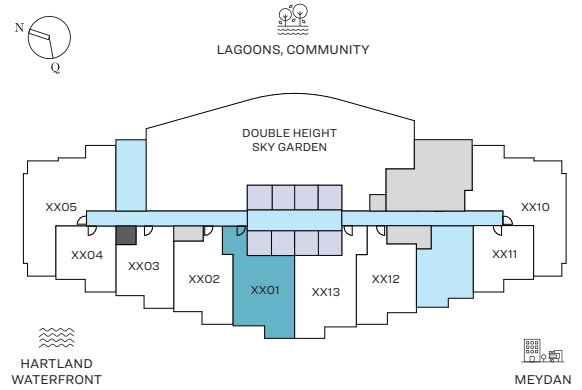 N
Q
LAGOONS, COMMUNITY
DOUBLE HEIGHT
SKY GARDEN
XX05
XX10
XX04
XX03
XX02
XX01
XX13
XX12
XX11
HARTLAND
WATERFRONT
MEYDAN